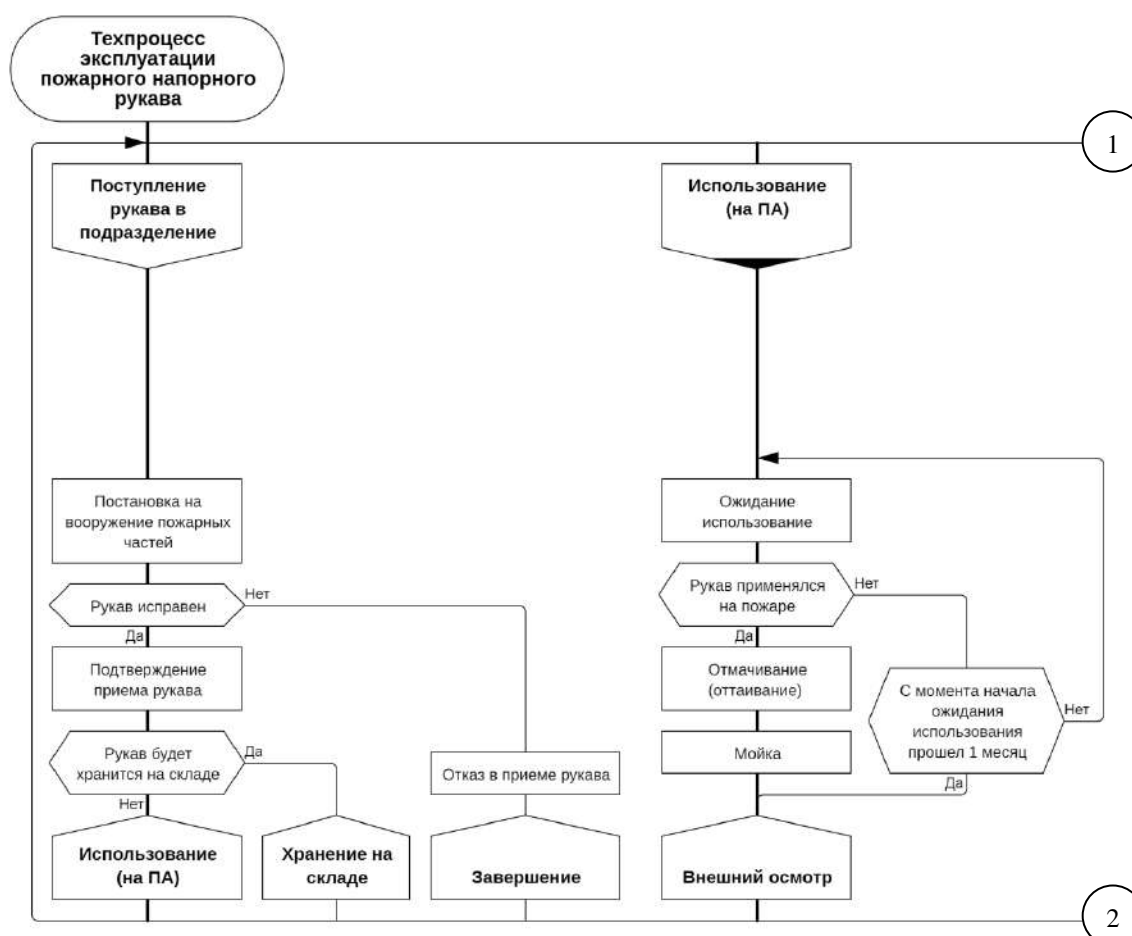 Техпроцесс
эксплуатации
пожарного напорного
рукава
1
Поступление
рукава в
подразделение
Использование
(на ПА)
Постановка на
вооружение пожарных
частей
Ожидание
использование
Рукав исправен
Нет
Да
Рукав применялся
на пожаре
Нет
Да
Подтверждение
приема рукава
Отмачивание
(оттаивание)
С момента начала
ожидания
использования
прошел 1 месяц
Нет
Да
Рукав будет
хранится на складе
Да
Нет
Отказ в приеме рукава
Мойка
Использование
(на ПА)
Хранение на
складе
Завершение
Внешний осмотр
2